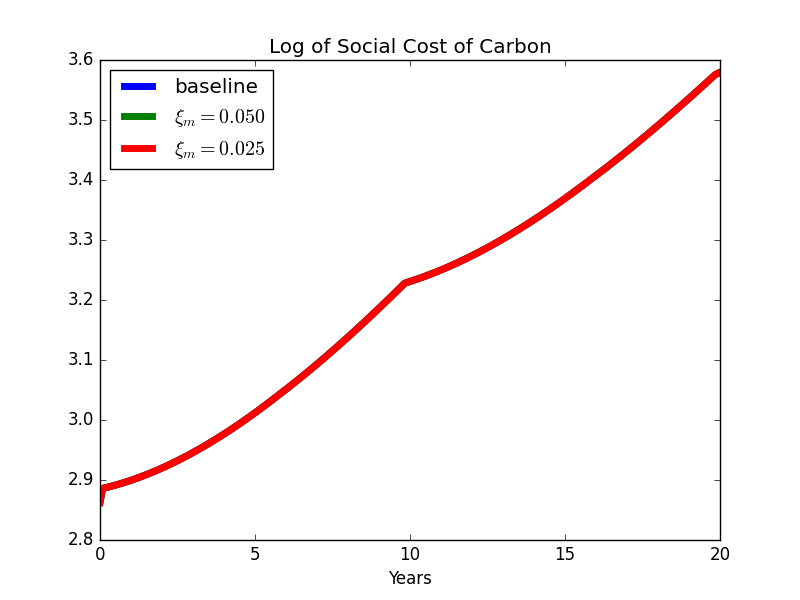 Log of Social Cost of Carbon
3.6
3.5
3.4
3.3
3.2
3.1
3.0
2.9
2.8
baseline
ξₘ = 0.050
ξₘ = 0.025
0 5 10 15 20
Years